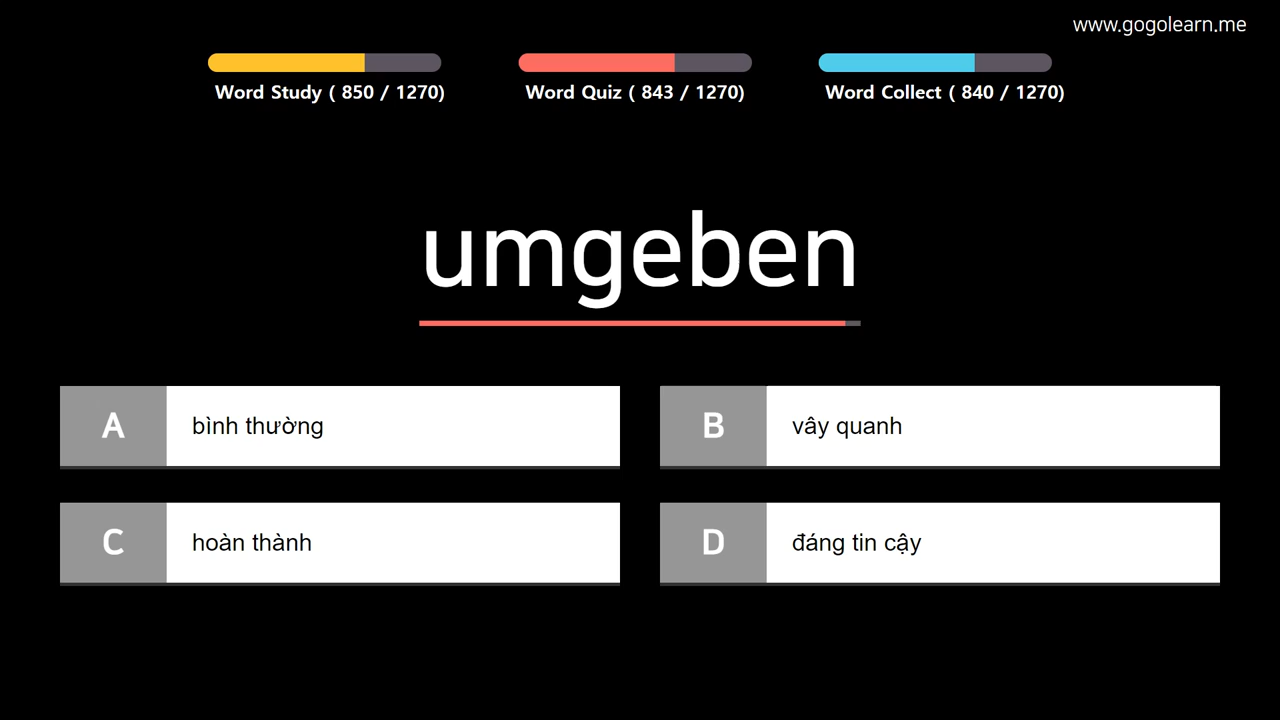 www.gogolearn.me
Word Study ( 850 / 1270)
Word Quiz ( 843 / 1270)
Word Collect ( 840 / 1270)
umgeben
A
bình thường
B
vây quanh
C
hoàn thành
D
đáng tin cậy